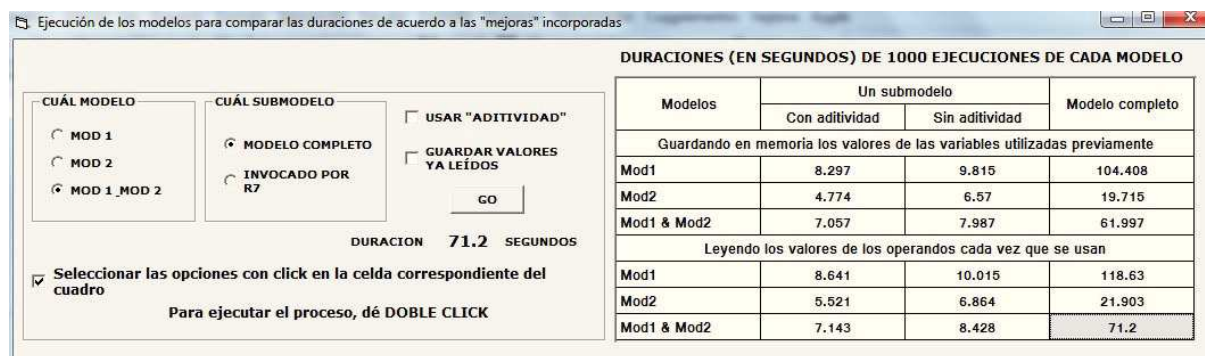 Ejecución de los modelos para comparar las duraciones de acuerdo a las "mejoras" incorporadas
CUÁL MODELO
MOD 1
MOD 2
MOD 1_MOD 2
CUÁL SUBMODELO
MODELO COMPLETO
INVOCADO POR
R7
USAR "ADITIVIDAD"
GUARDAR VALORES
YA LEÍDOS
GO
DURACION 71.2 SEGUNDOS
Seleccionar las opciones con click en la celda correspondiente del
cuadro
Para ejecutar el proceso, dé DOBLE CLICK
DURACIONES (EN SEGUNDOS) DE 1000 EJECUCIONES DE CADA MODELO
Modelos Un submodelo Modelo completo
Con aditividad Sin aditividad
Guardando en memoria los valores de las variables utilizadas previamente
Mod1 8.297 9.815 104.408
Mod2 4.774 6.57 19.715
Mod1 & Mod2 7.057 7.987 61.997
Leyendo los valores de los operandos cada vez que se usan
Mod1 8.641 10.015 118.63
Mod2 5.521 6.864 21.903
Mod1 & Mod2 7.143 8.428 71.2